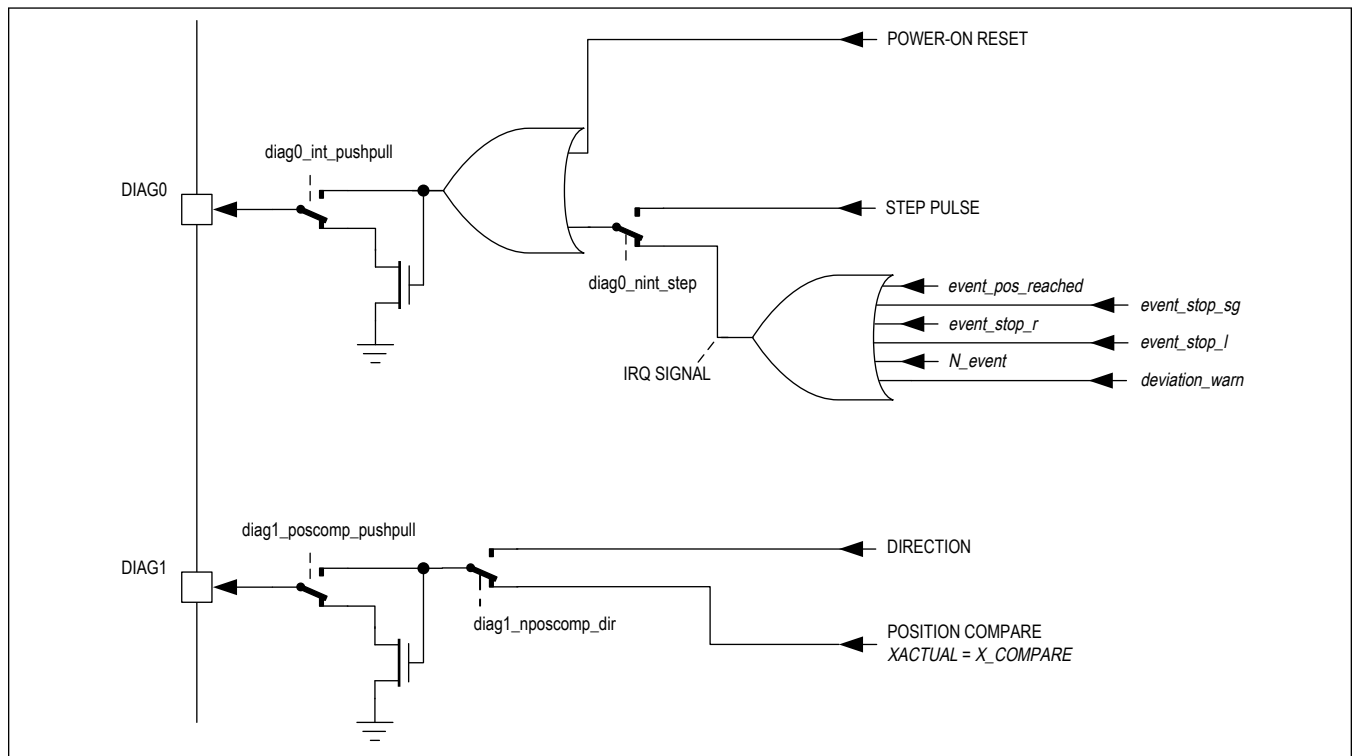 POWER-ON RESET
diag0_int_pushpull
DIAG0
STEP PULSE
diag0_nint_step
event_pos_reached
event_stop_sg
event_stop_r
event_stop_l
IRQ SIGNAL
N_event
deviation_warn
diag1_poscomp_pushpull
DIRECTION
DIAG1
diag1_nposcomp_dir
POSITION COMPARE
XACTUAL = X_COMPARE